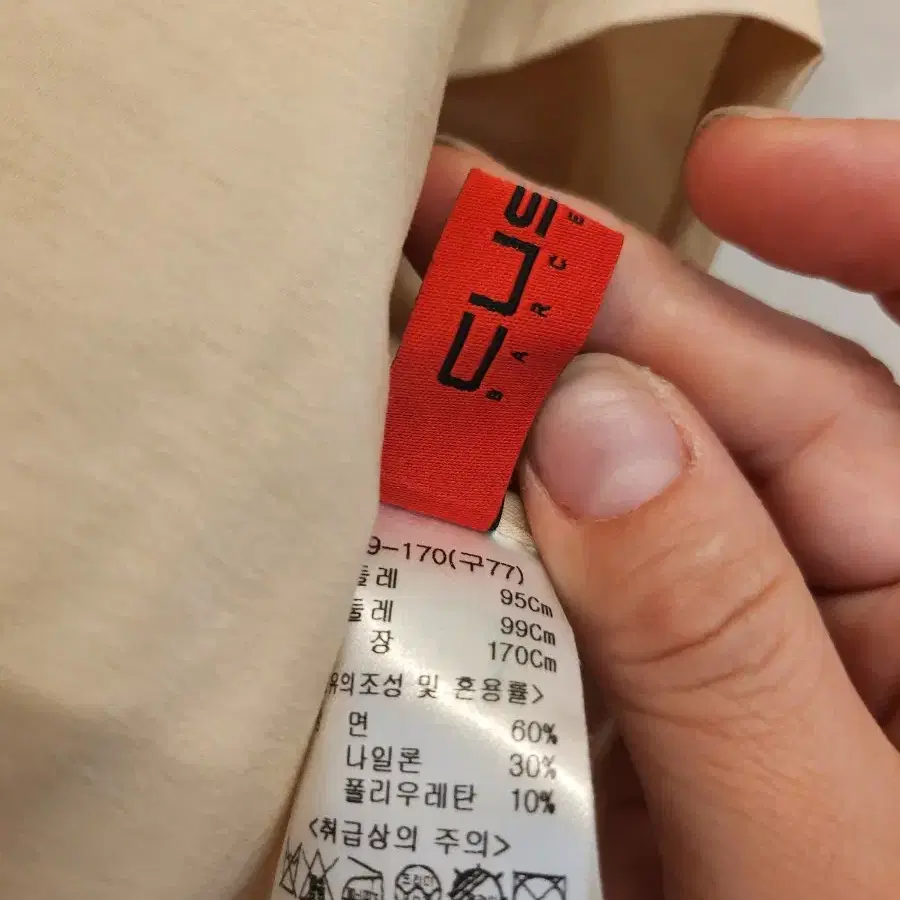 CUS
BARCE
9-170(구77)
둘레 95Cm
둘레 99Cm
장 170Cm
유의조성 및 혼용률>
면 60%
나일론 30%
폴리우레탄 10%
<취급상의 주의>